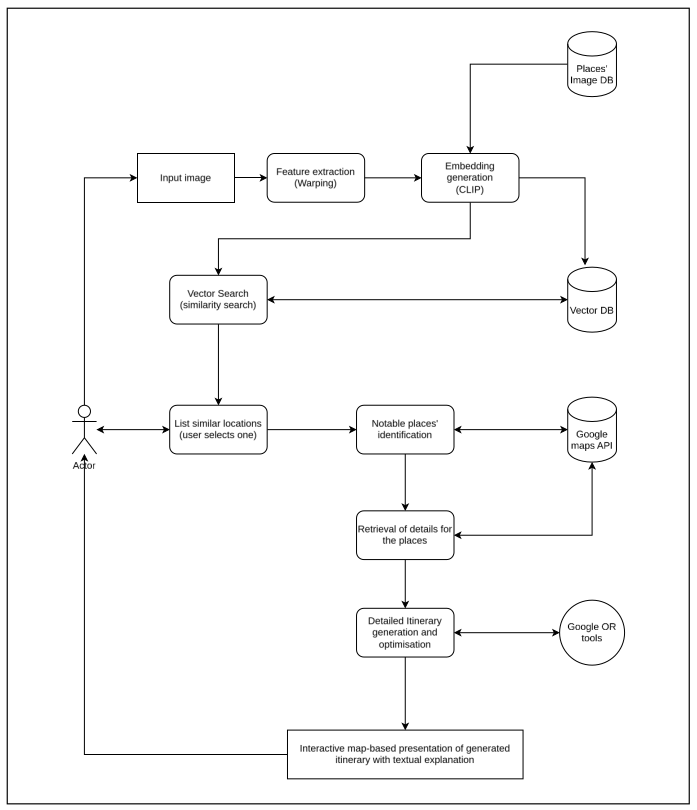 Places'
Image DB
Input image
Feature extraction
(Warping)
Embedding
generation
(CLIP)
Vector Search
(similarity search)
Vector DB
Actor
List similar locations
(user selects one)
Notable places'
identification
Google
maps API
Retrieval of details for
the places
Detailed Itinerary
generation and
optimisation
Google OR
tools
Interactive map-based presentation of generated
itinerary with textual explanation